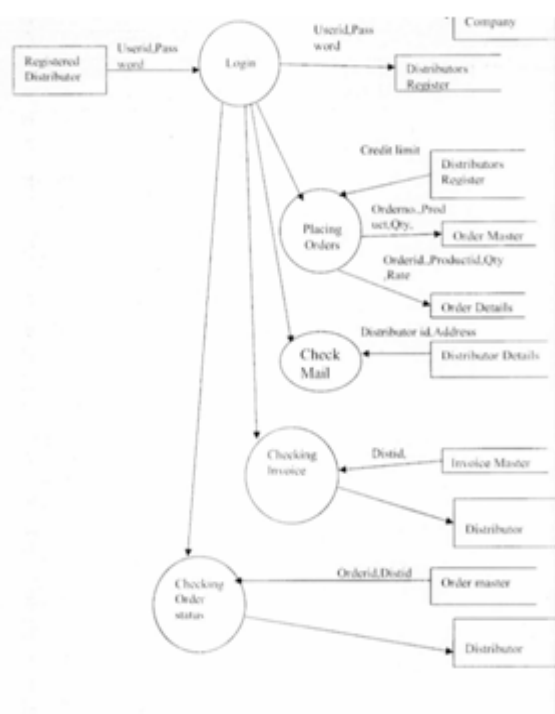 Company
Userid,Pass
word
Userid,Pass
word
Registered
Distributor
Login
Distributors
Register
Credit limit
Distributors
Register
Orderno.,Prod
uct,Qty,
Placing
Orders
Order Master
Orderid.,Productid,Qty
,Rate
Order Details
Distributor id,Address
Check
Mail
Distributor Details
Checking
Invoice
Distid,
Invoice Master
Distributor
Orderid,Distid
Checking
Order
status
Order master
Distributor